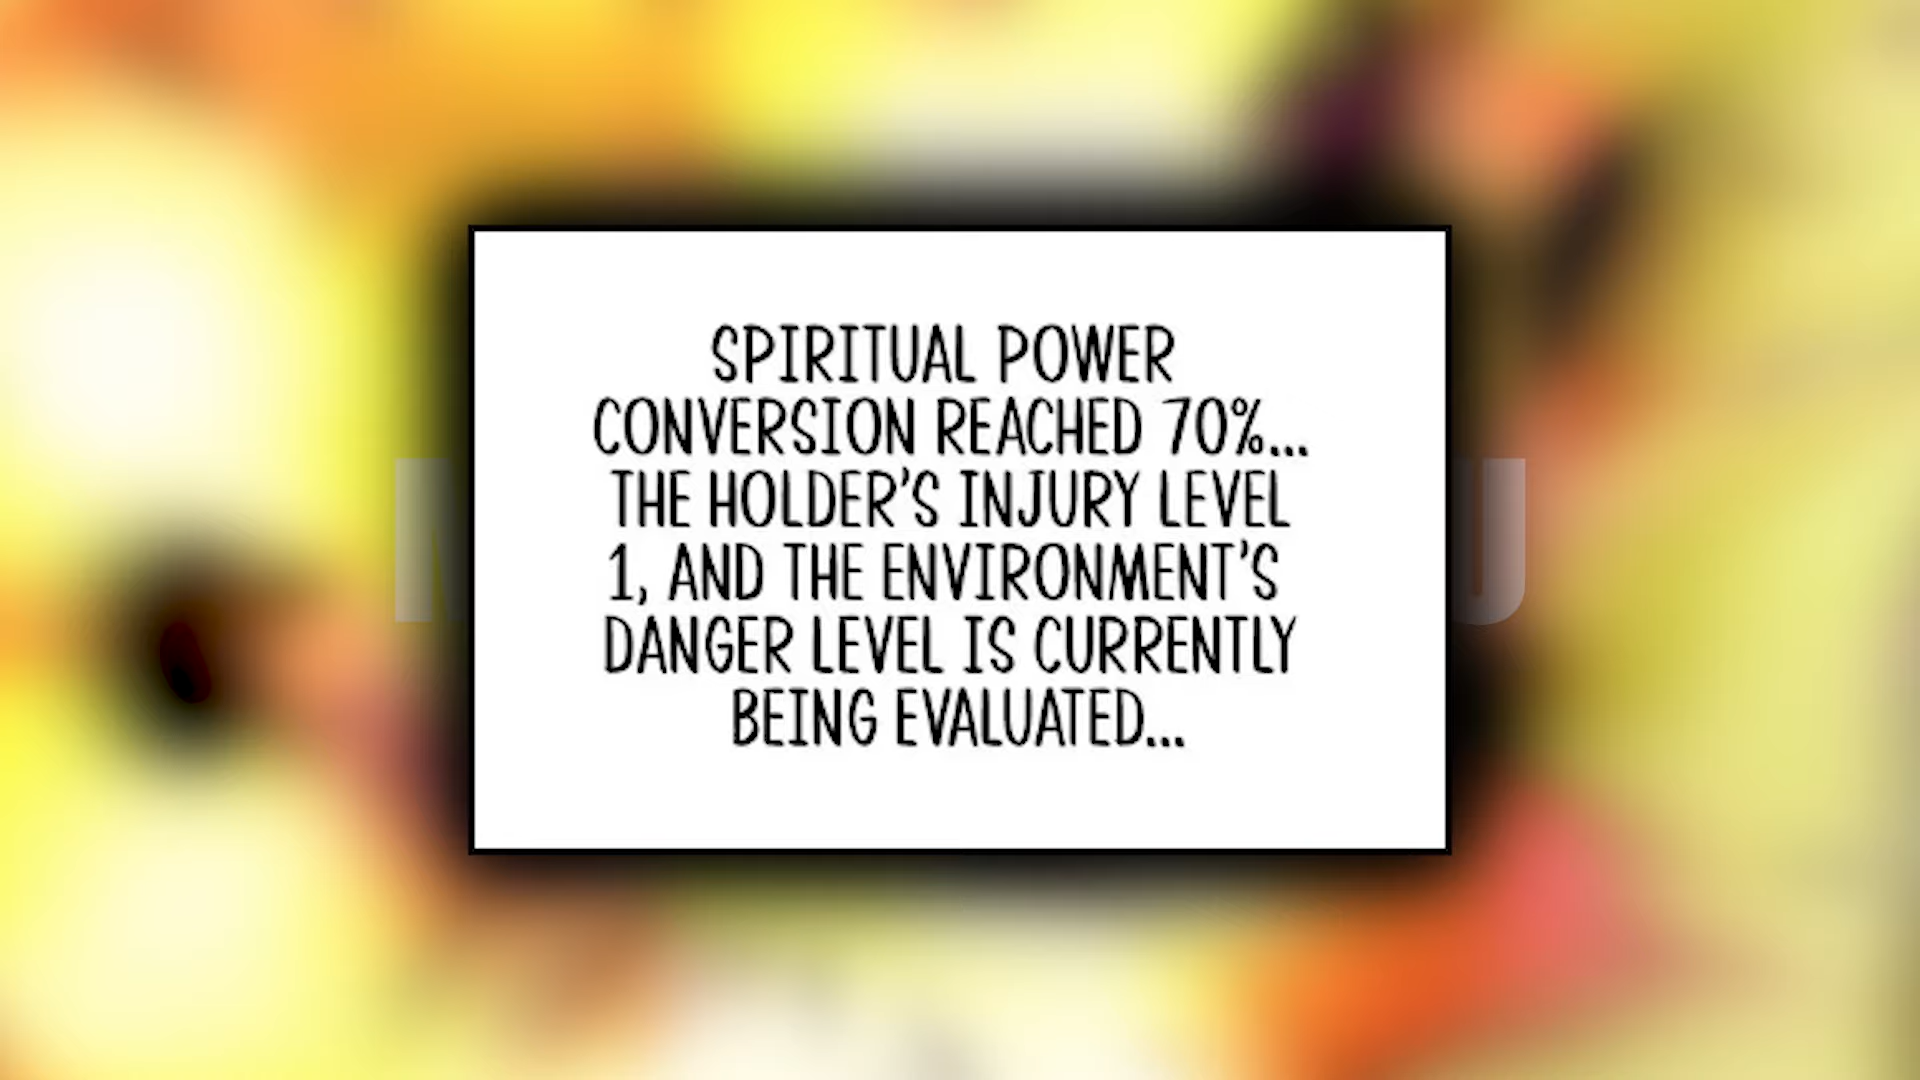 SPIRITUAL POWER
CONVERSION REACHED 70%...
THE HOLDER'S INJURY LEVEL
1, AND THE ENVIRONMENT'S
DANGER LEVEL IS CURRENTLY
BEING EVALUATED...